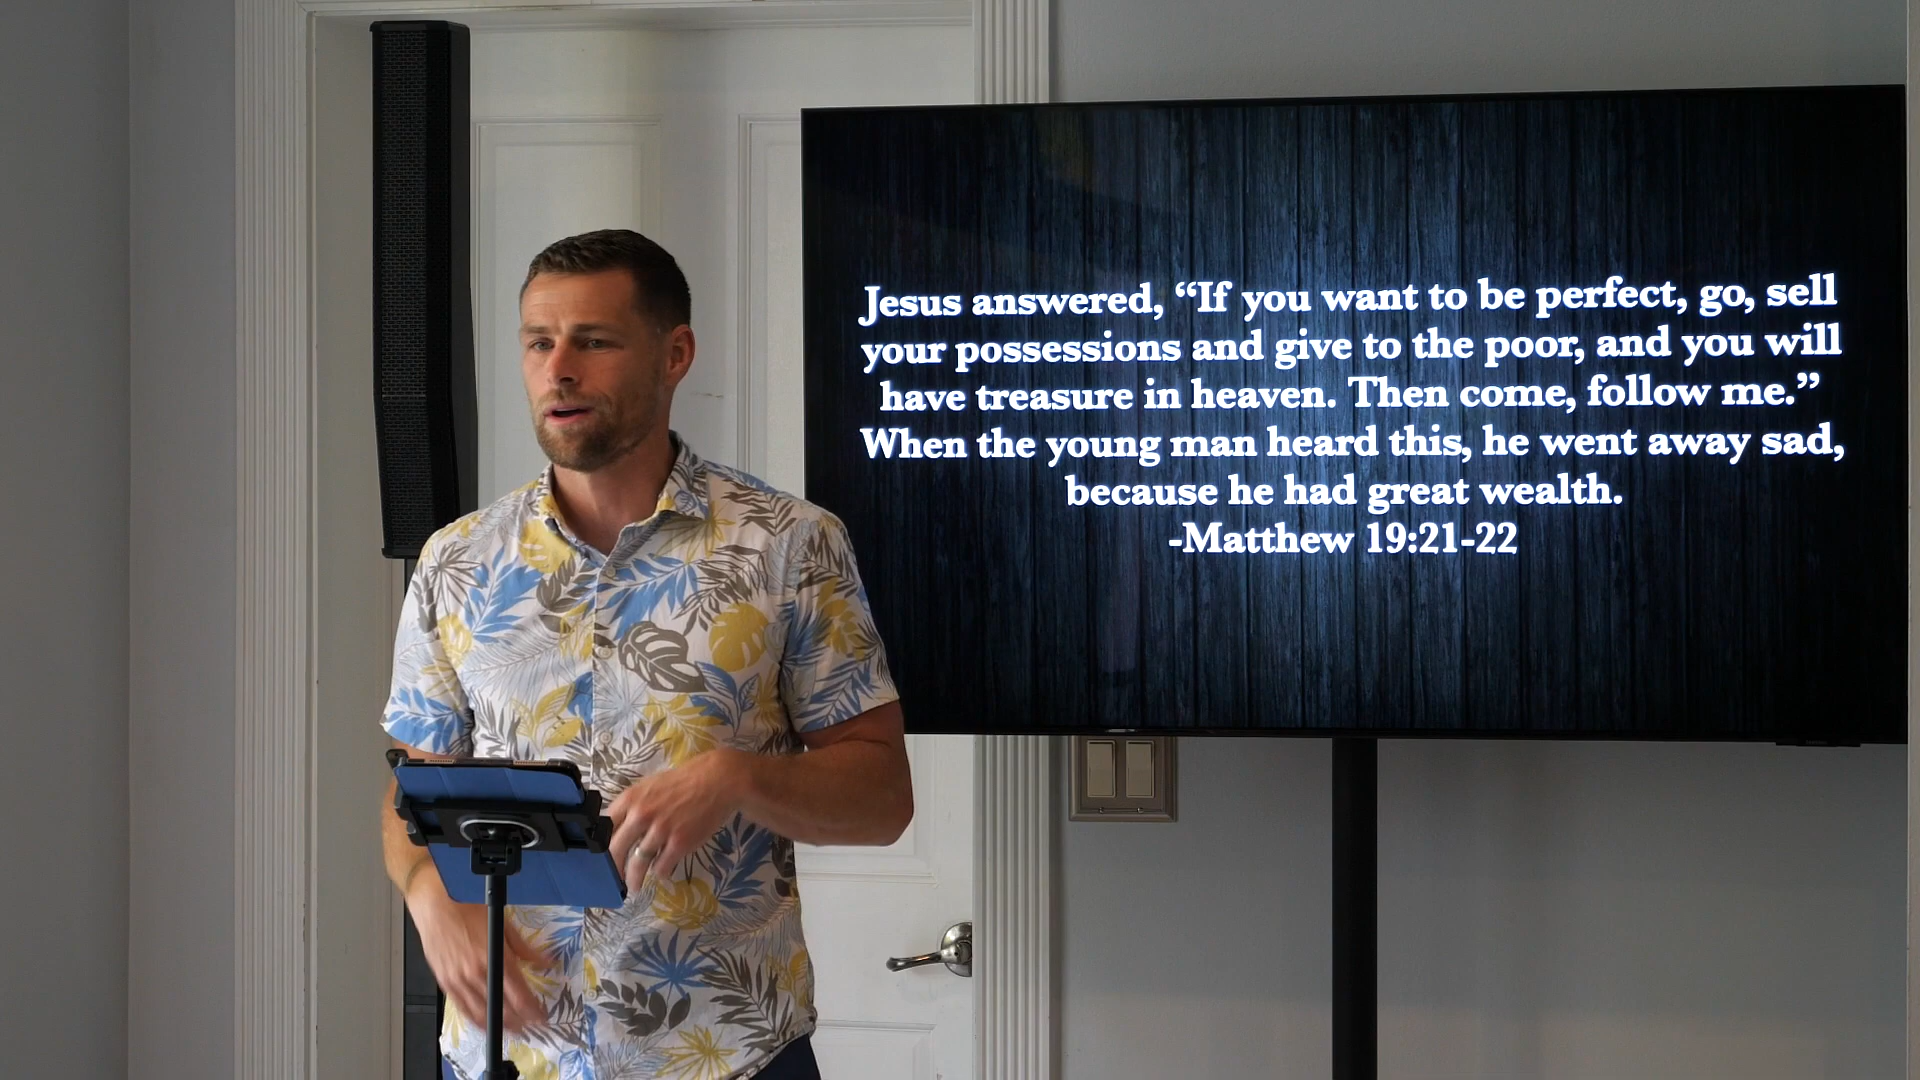 Jesus answered, “If you want to be perfect, go, sell
your possessions and give to the poor, and you will
have treasure in heaven. Then come, follow me.”
When the young man heard this, he went away sad,
because he had great wealth.
-Matthew 19:21-22